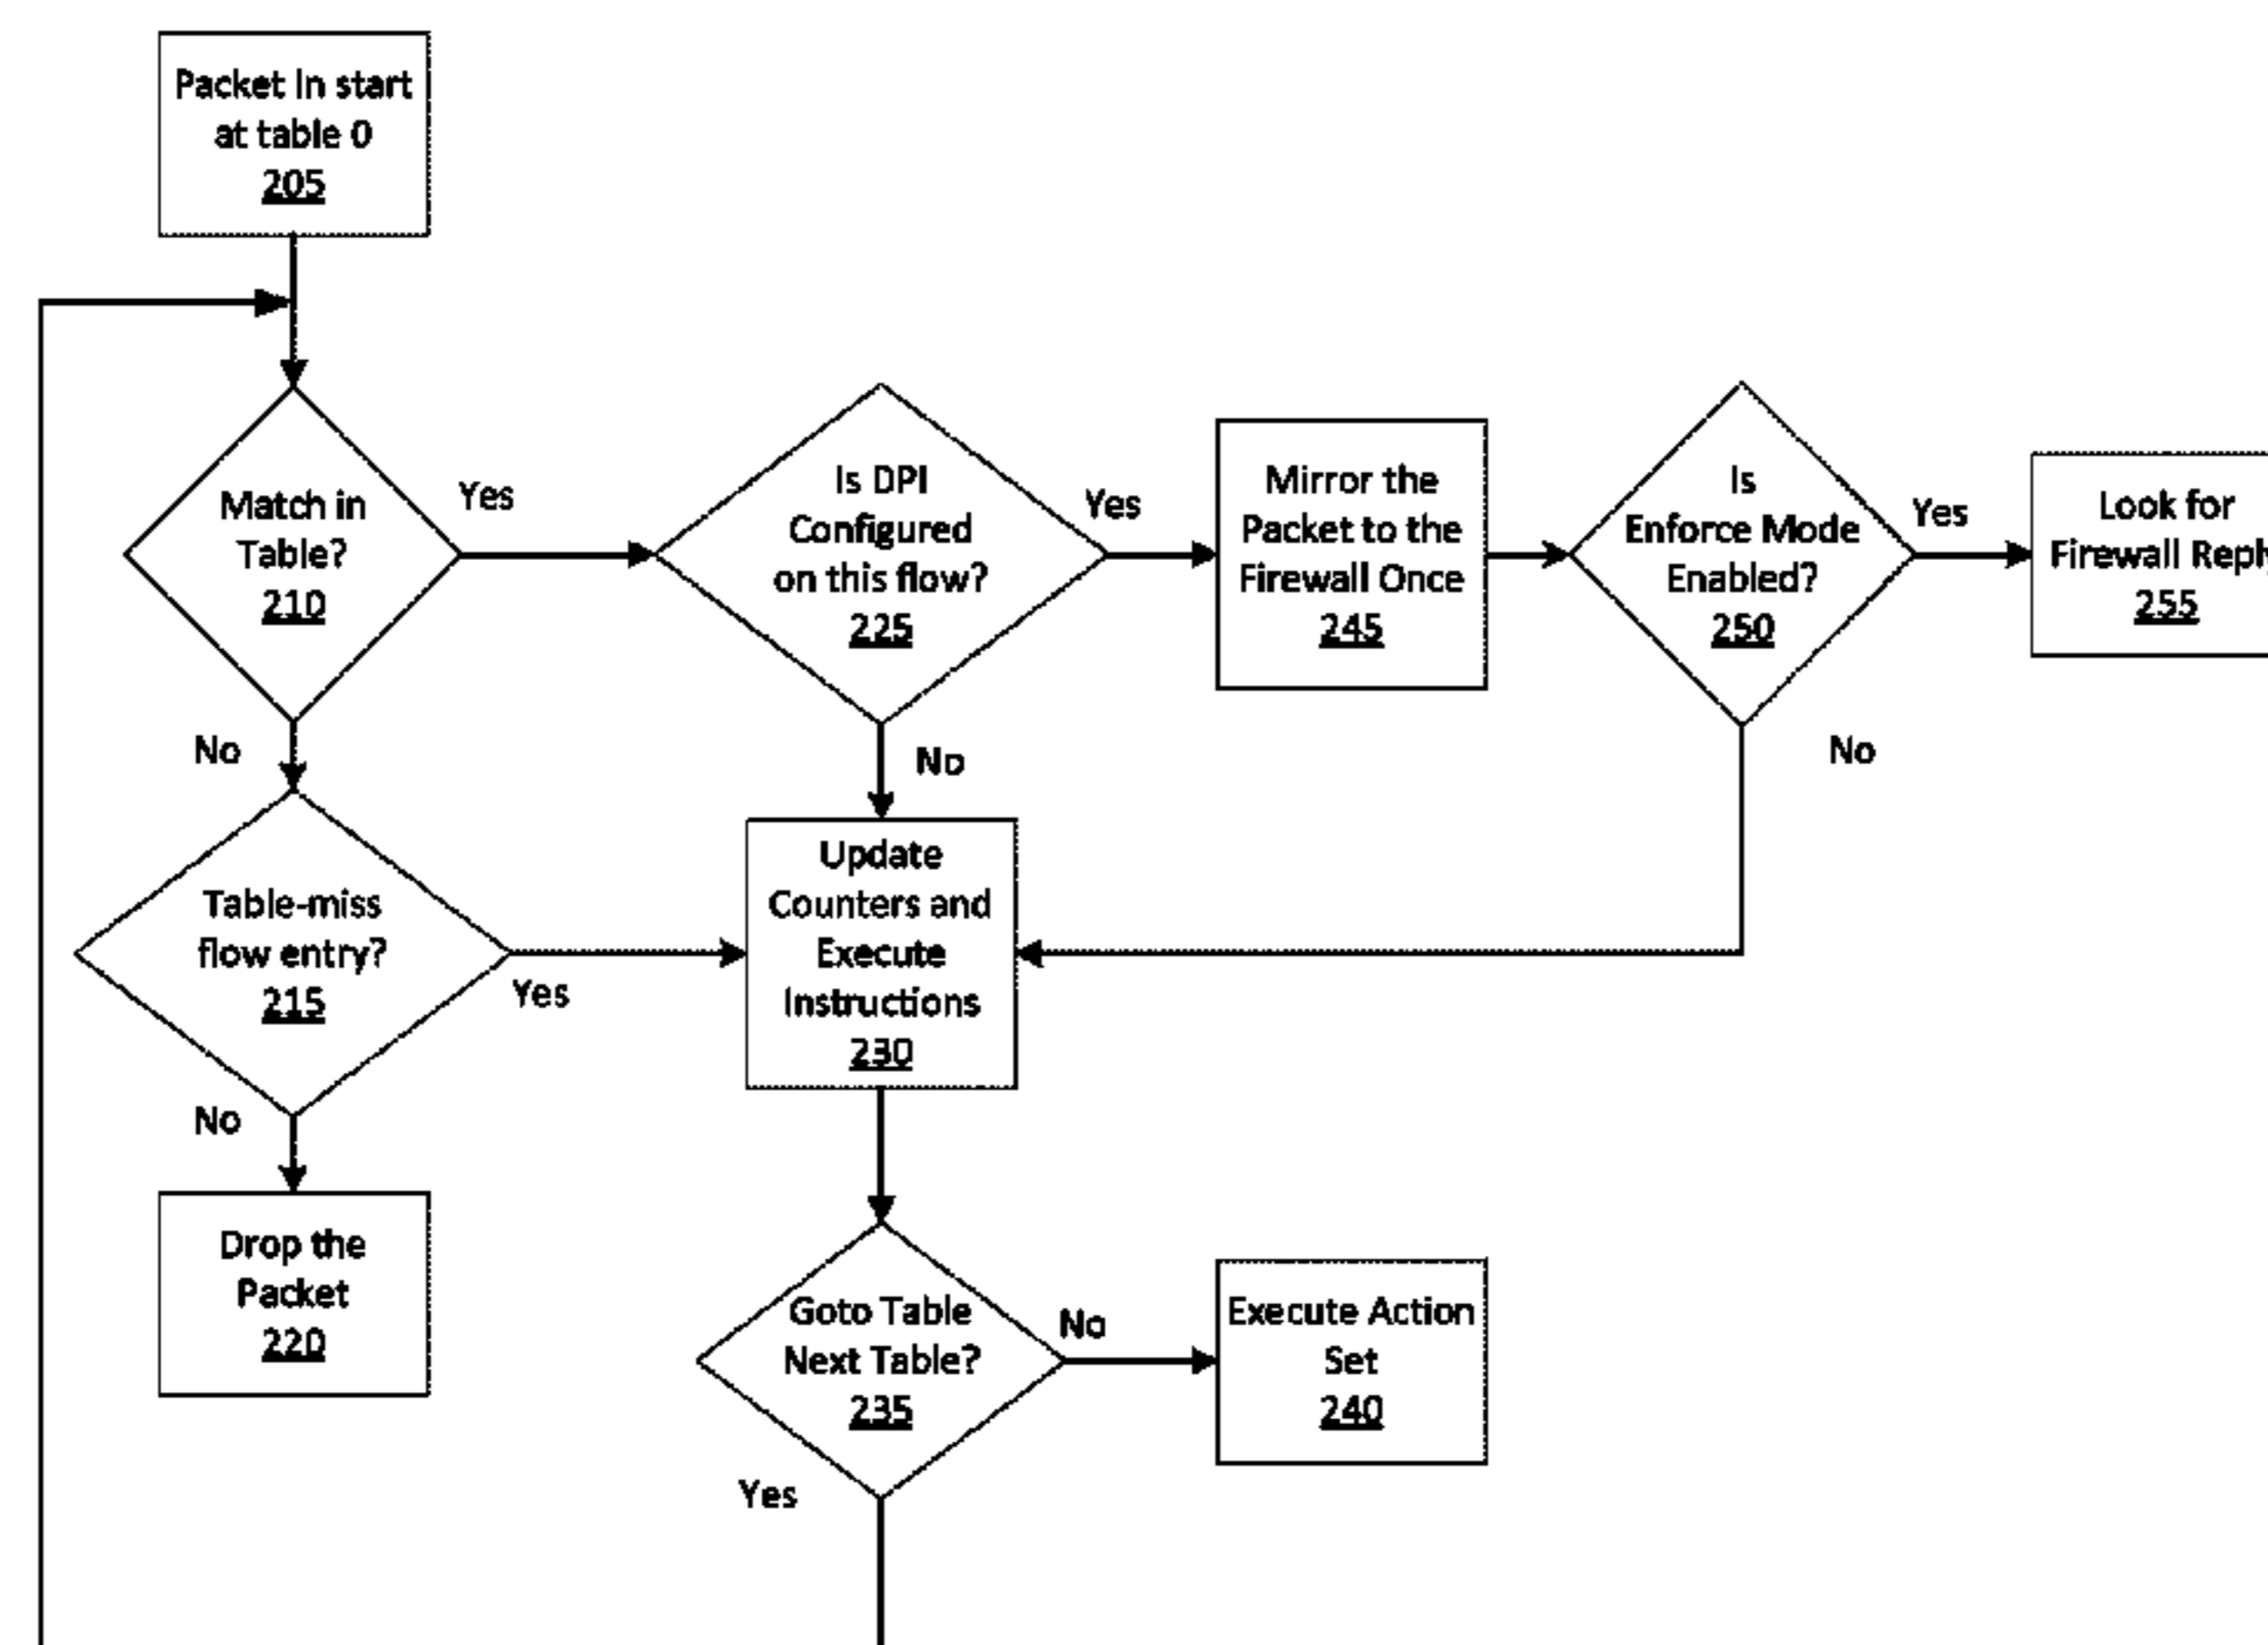 Packet In start
at table 0
205
Match in
Table?
210
Yes
Is DPI
Configured
on this flow?
225
Yes
Mirror the
Packet to the
Firewall Once
245
Is
Enforce Mode
Enabled?
250
Yes
Look for
Firewall Reply
255
No
No
No
Table-miss
flow entry?
215
Yes
Update
Counters and
Execute
Instructions
230
No
Drop the
Packet
220
Goto Table
Next Table?
235
No
Execute Action
Set
240
Yes